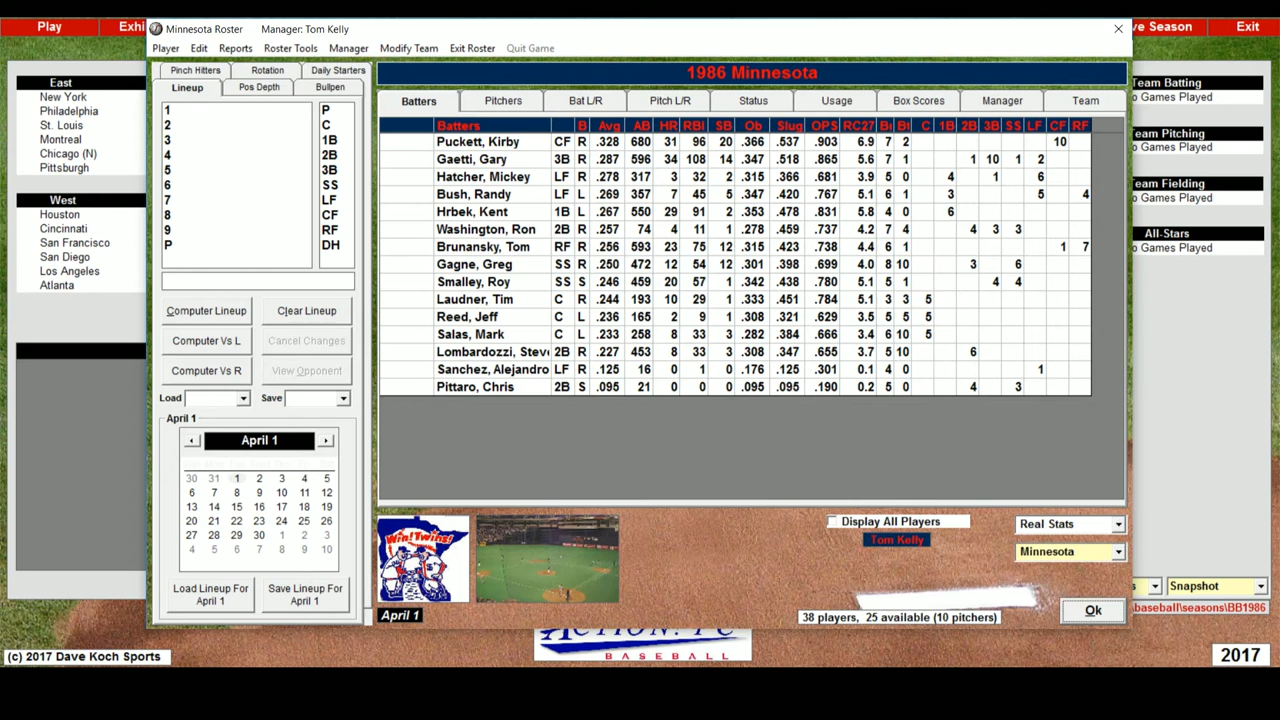 Play
Exhi
ve Season
Exit
Minnesota Roster Manager: Tom Kelly
Player Edit Reports Roster Tools Manager Modify Team Exit Roster Quit Game
East
New York
Philadelphia
St. Louis
Montreal
Chicago (N)
Pittsburgh
West
Houston
Cincinnati
San Francisco
San Diego
Los Angeles
Atlanta
Pinch Hitters Rotation Daily Starters
Lineup Pos Depth Bullpen
1 P
2 C
3 1B
4 2B
5 3B
6 SS
7 LF
8 CF
9 RF
P DH
Computer Lineup Clear Lineup
Computer Vs L Cancel Changes
Computer Vs R View Opponent
Load Save
April 1
April 1
30 31 1 2 3 4 5
6 7 8 9 10 11 12
13 14 15 16 17 18 19
20 21 22 23 24 25 26
27 28 29 30 1 2 3
4 5 6 7 8 9 10
Load Lineup For
April 1
Save Lineup For
April 1
1986 Minnesota
Batters Pitchers Bat L/R Pitch L/R Status Usage Box Scores Manager Team
Batters B Avg AB HR RBI SB Ob Slug OPS RC27 C 1B 2B 3B SS LF CF RF
Puckett, Kirby CF R .328 680 31 96 20 .366 .537 .903 6.9 7 2 10
Gaetti, Gary 3B R .287 596 34 108 14 .347 .518 .865 5.6 7 1 1 10 1 2
Hatcher, Mickey LF R .278 317 3 32 2 .315 .366 .681 3.9 5 0 4 1 6
Bush, Randy LF L .269 357 7 45 5 .347 .420 .767 5.1 6 1 3 5 4
Hrbek, Kent 1B L .267 550 29 91 2 .353 .478 .831 5.8 4 0 6
Washington, Ron 2B R .257 74 4 11 1 .278 .459 .737 4.2 7 4 4 3 3
Brunansky, Tom RF R .256 593 23 75 12 .315 .423 .738 4.4 6 1 1 7
Gagne, Greg SS R .250 472 12 54 12 .301 .398 .699 4.0 8 10 3 6
Smalley, Roy SS S .246 459 20 57 1 .342 .438 .780 5.1 5 1 4 4
Laudner, Tim C R .244 193 10 29 1 .333 .451 .784 5.1 3 3 5
Reed, Jeff C L .236 165 2 9 1 .308 .321 .629 3.5 5 5 5
Salas, Mark C L .233 258 8 33 3 .282 .384 .666 3.4 6 10 5
Lombardozzi, Steve 2B R .227 453 8 33 3 .308 .347 .655 3.7 5 10 6
Sanchez, Alejandro LF R .125 16 0 1 0 .176 .125 .301 0.1 4 0 1
Pittaro, Chris 2B S .095 21 0 0 0 .095 .095 .190 0.2 5 0 4 3
Win! Twins!
April 1
Display All Players
Tom Kelly
Real Stats
Minnesota
38 players, 25 available (10 pitchers)
Ok
Team Batting
o Games Played
Team Pitching
o Games Played
Team Fielding
o Games Played
All-Stars
o Games Played
s
Snapshot
baseball\seasons\BB1986
ACTION! PC
BASEBALL
(c) 2017 Dave Koch Sports
2017